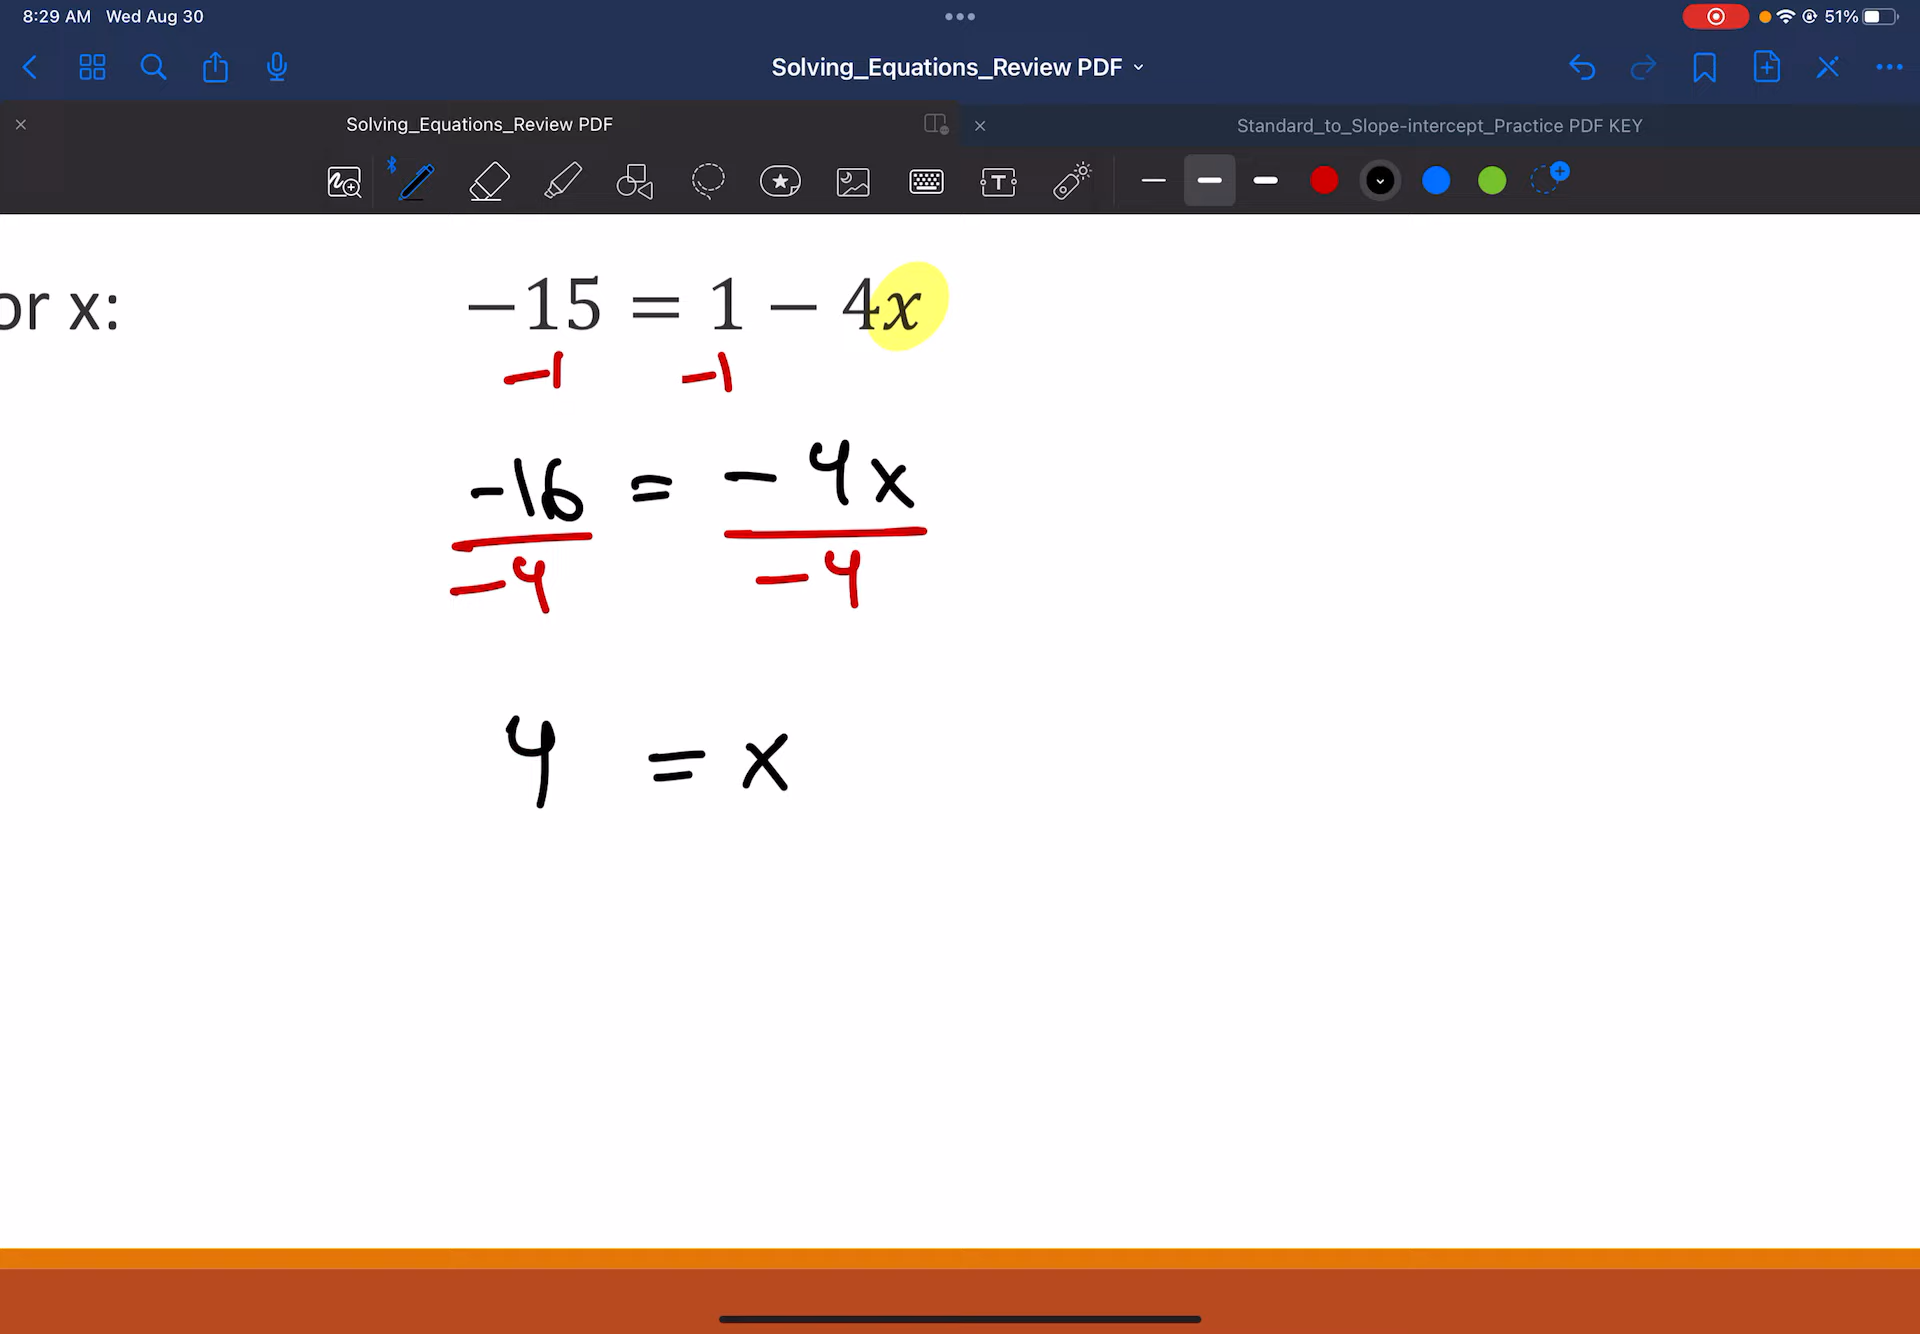 8:29 AM Wed Aug 30 51%
Solving_Equations_Review PDF
Solving_Equations_Review PDF Standard_to_Slope-intercept_Practice PDF KEY
or x: −15 = 1 − 4x
−1 −1
-16 = - 4x
-4 -4
4 = x